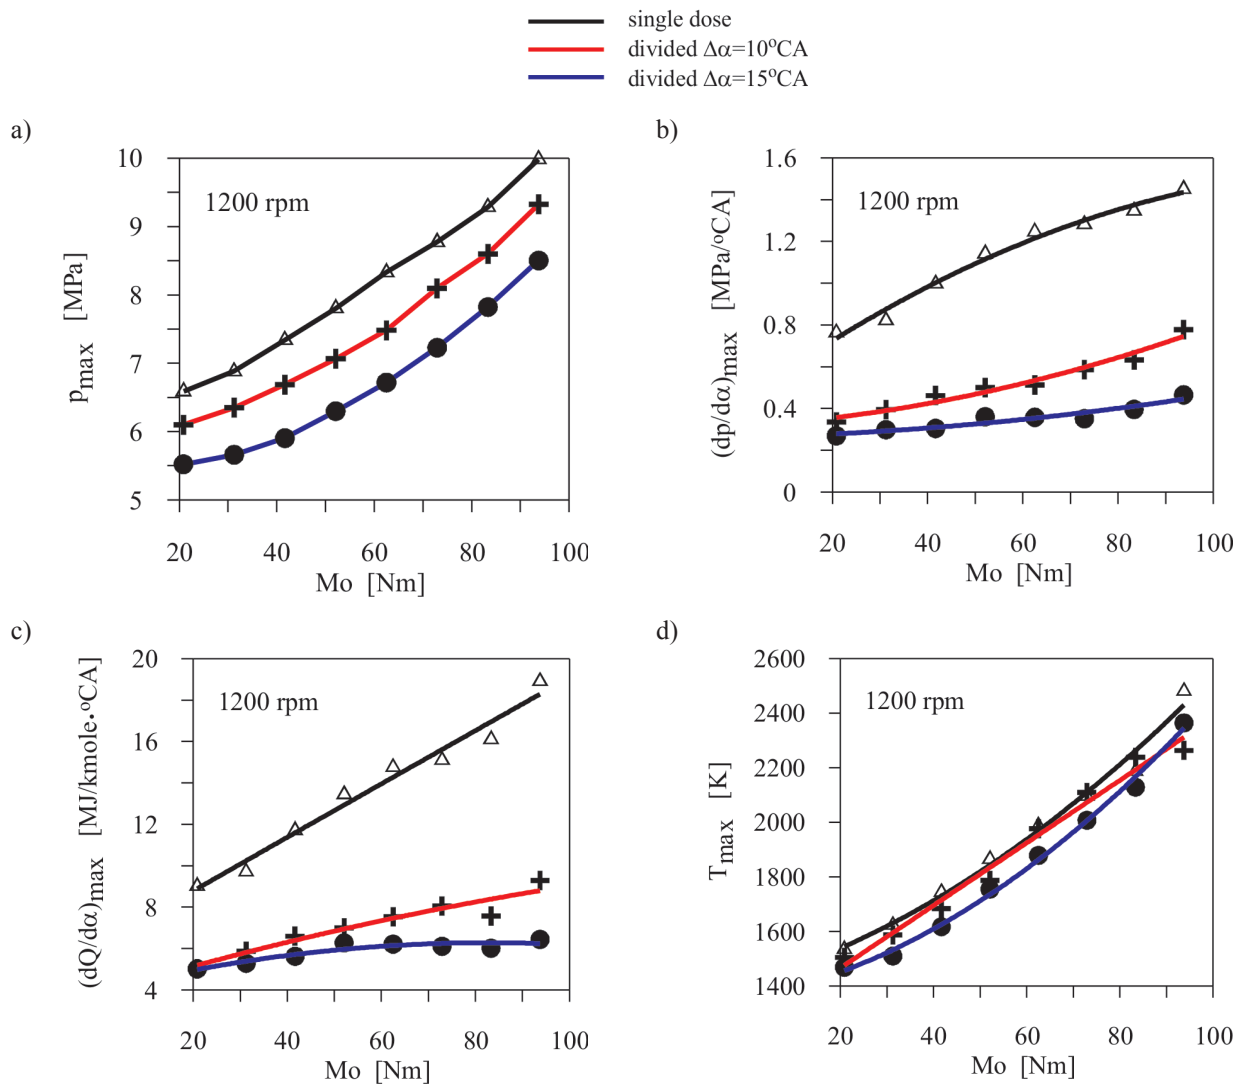 single dose
divided Δα=10°CA
divided Δα=15°CA
a)
p_max [MPa]
10
9
8
7
6
5
1200 rpm
20 40 60 80 100
Mo [Nm]
b)
(dp/dα)_max [MPa/°CA]
1.6
1.2
0.8
0.4
0
1200 rpm
20 40 60 80 100
Mo [Nm]
c)
(dQ/dα)_max [MJ/kmole·°CA]
20
16
12
8
4
1200 rpm
20 40 60 80 100
Mo [Nm]
d)
T_max [K]
2600
2400
2200
2000
1800
1600
1400
1200 rpm
20 40 60 80 100
Mo [Nm]